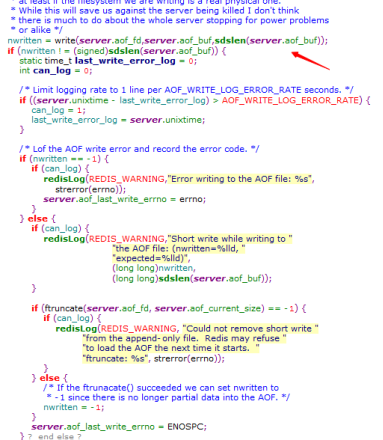 at least if the filesystem we are writing is a real physical one.
* While this will save us against the server being killed I don't think
* there is much to do about the whole server stopping for power problems
* or alike */
nwritten = write(server.aof_fd,server.aof_buf,sdslen(server.aof_buf));
if (nwritten != (signed)sdslen(server.aof_buf)) {
static time_t last_write_error_log = 0;
int can_log = 0;
/* Limit logging rate to 1 line per AOF_WRITE_LOG_ERROR_RATE seconds. */
if ((server.unixtime - last_write_error_log) > AOF_WRITE_LOG_ERROR_RATE) {
can_log = 1;
last_write_error_log = server.unixtime;
}
/* Lof the AOF write error and record the error code. */
if (nwritten == -1) {
if (can_log) {
redisLog(REDIS_WARNING,"Error writing to the AOF file: %s",
strerror(errno));
server.aof_last_write_errno = errno;
}
} else {
if (can_log) {
redisLog(REDIS_WARNING,"Short write while writing to "
"the AOF file: (nwritten=%lld, "
"expected=%lld)",
(long long)nwritten,
(long long)sdslen(server.aof_buf));
}
if (ftruncate(server.aof_fd, server.aof_current_size) == -1) {
if (can_log) {
redisLog(REDIS_WARNING, "Could not remove short write "
"from the append-only file. Redis may refuse "
"to load the AOF the next time it starts. "
"ftruncate: %s", strerror(errno));
}
} else {
/* If the ftrunacate() succeeded we can set nwritten to
* -1 since there is no longer partial data into the AOF. */
nwritten = -1;
}
server.aof_last_write_errno = ENOSPC;
} ? end else ?